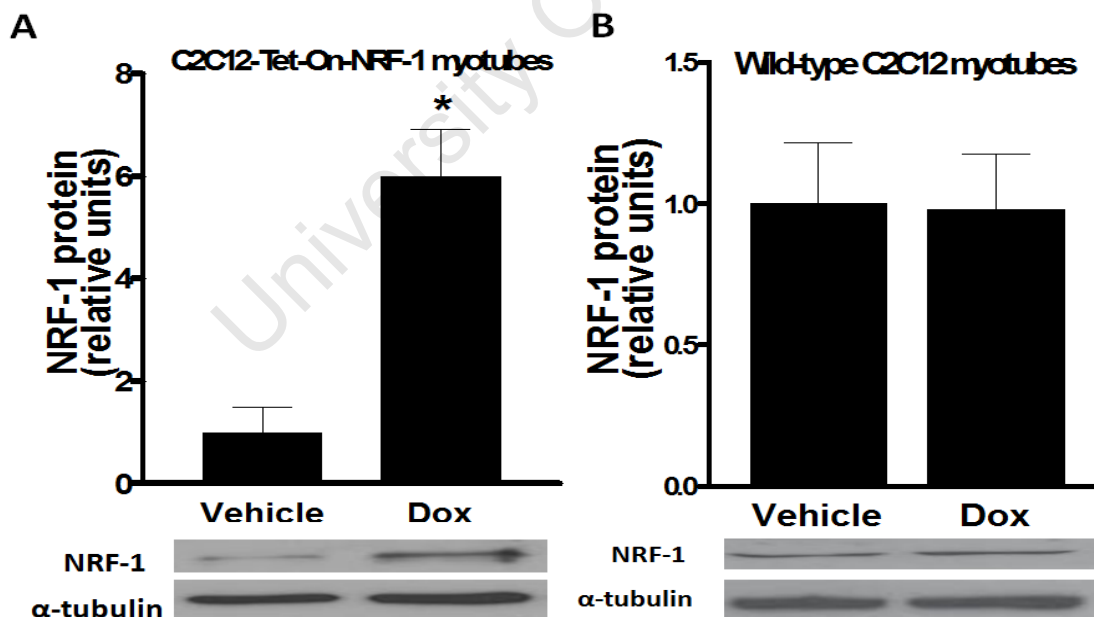 A
C2C12-Tet-On-NRF-1 myotubes
NRF-1 protein
(relative units)
8
6
4
2
0
*
Vehicle Dox
NRF-1
α-tubulin
B
Wild-type C2C12 myotubes
NRF-1 protein
(relative units)
1.5
1.0
0.5
0.0
Vehicle Dox
NRF-1
α-tubulin
University